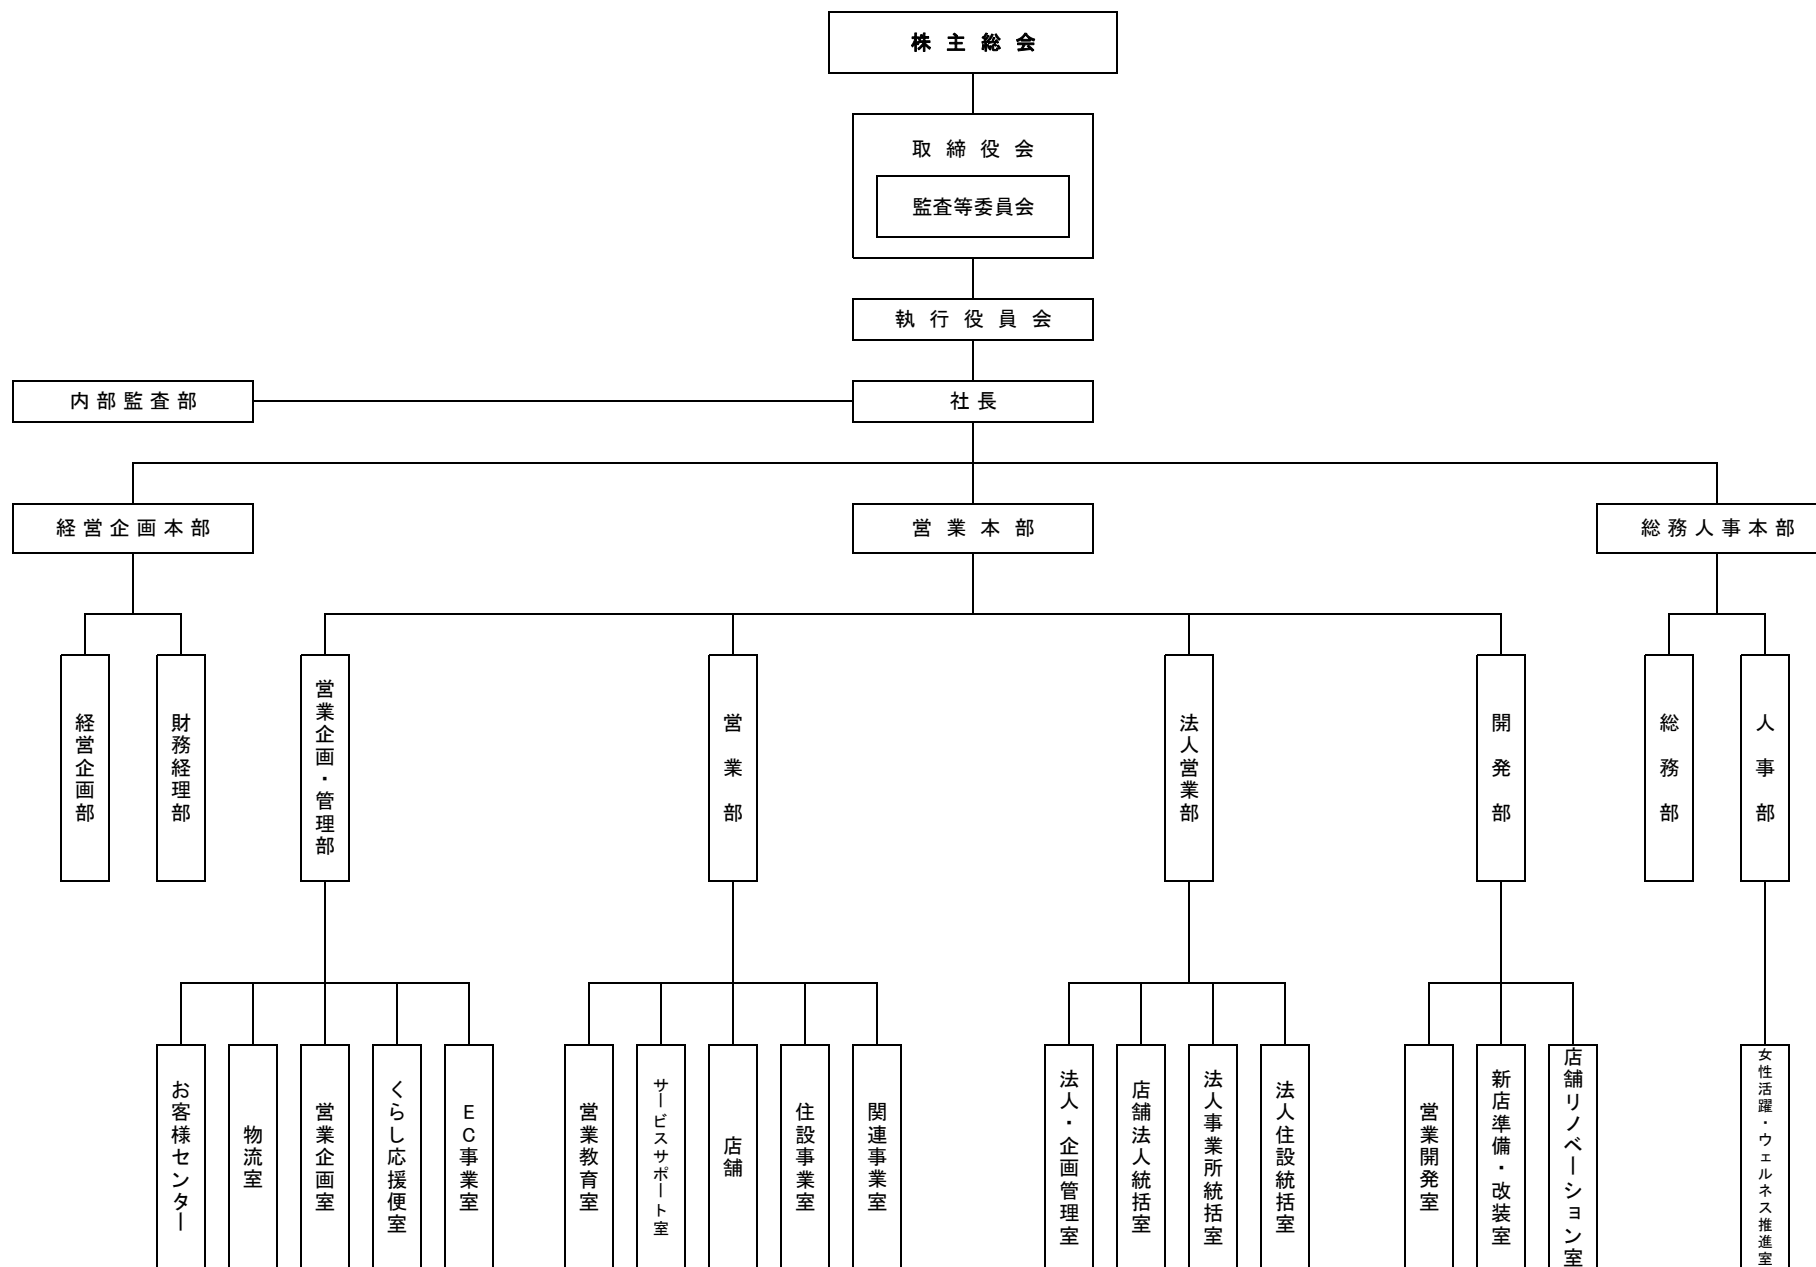 株主総会
取締役会
監査等委員会
執行役員会
内部監査部
社長
経営企画本部
営業本部
総務人事本部
経営企画部
財務経理部
営業企画・管理部
営業部
法人営業部
開発部
総務部
人事部
お客様センター
物流室
営業企画室
くらし応援便室
EC事業室
営業教育室
サービスサポート室
店舗
住設事業室
関連事業室
法人・企画管理室
店舗法人統括室
法人事業所統括室
法人住設統括室
営業開発室
新店準備・改装室
店舗リノベーション室
女性活躍・ウェルネス推進室